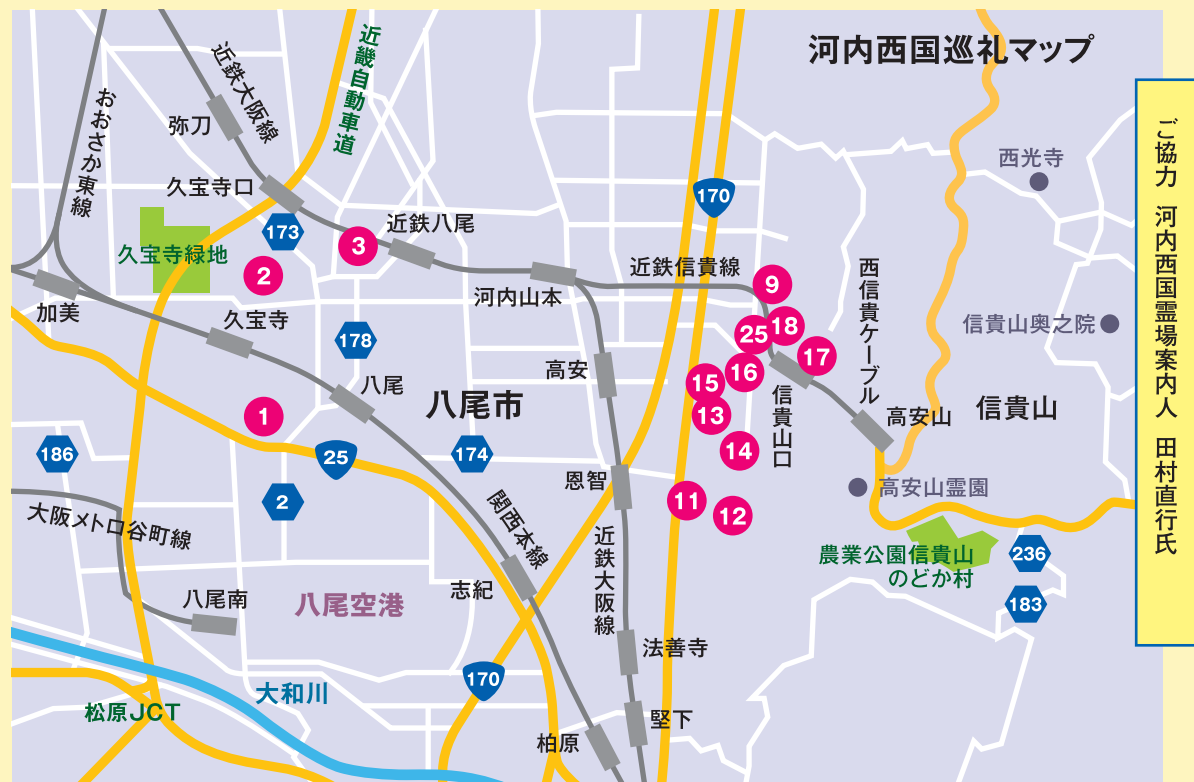 河内西国巡礼マップ
ご協力 河内西国霊場案内人 田村直行氏
近鉄大阪線
近畿自動車道
おおさか東線
弥刀
久宝寺口
173
3
近鉄八尾
久宝寺緑地
2
加美
久宝寺
河内山本
近鉄信貴線
170
9
西信貴ケーブル
西光寺
信貴山奥之院
178
25
18
17
16
15
13
14
高安
信貴山口
八尾
八尾市
高安山
信貴山
1
186
25
174
2
恩智
11
12
高安山霊園
大阪メトロ谷町線
関西本線
近鉄大阪線
農業公園信貴山
のどか村
236
183
八尾南
八尾空港
志紀
法善寺
170
大和川
松原JCT
堅下
柏原